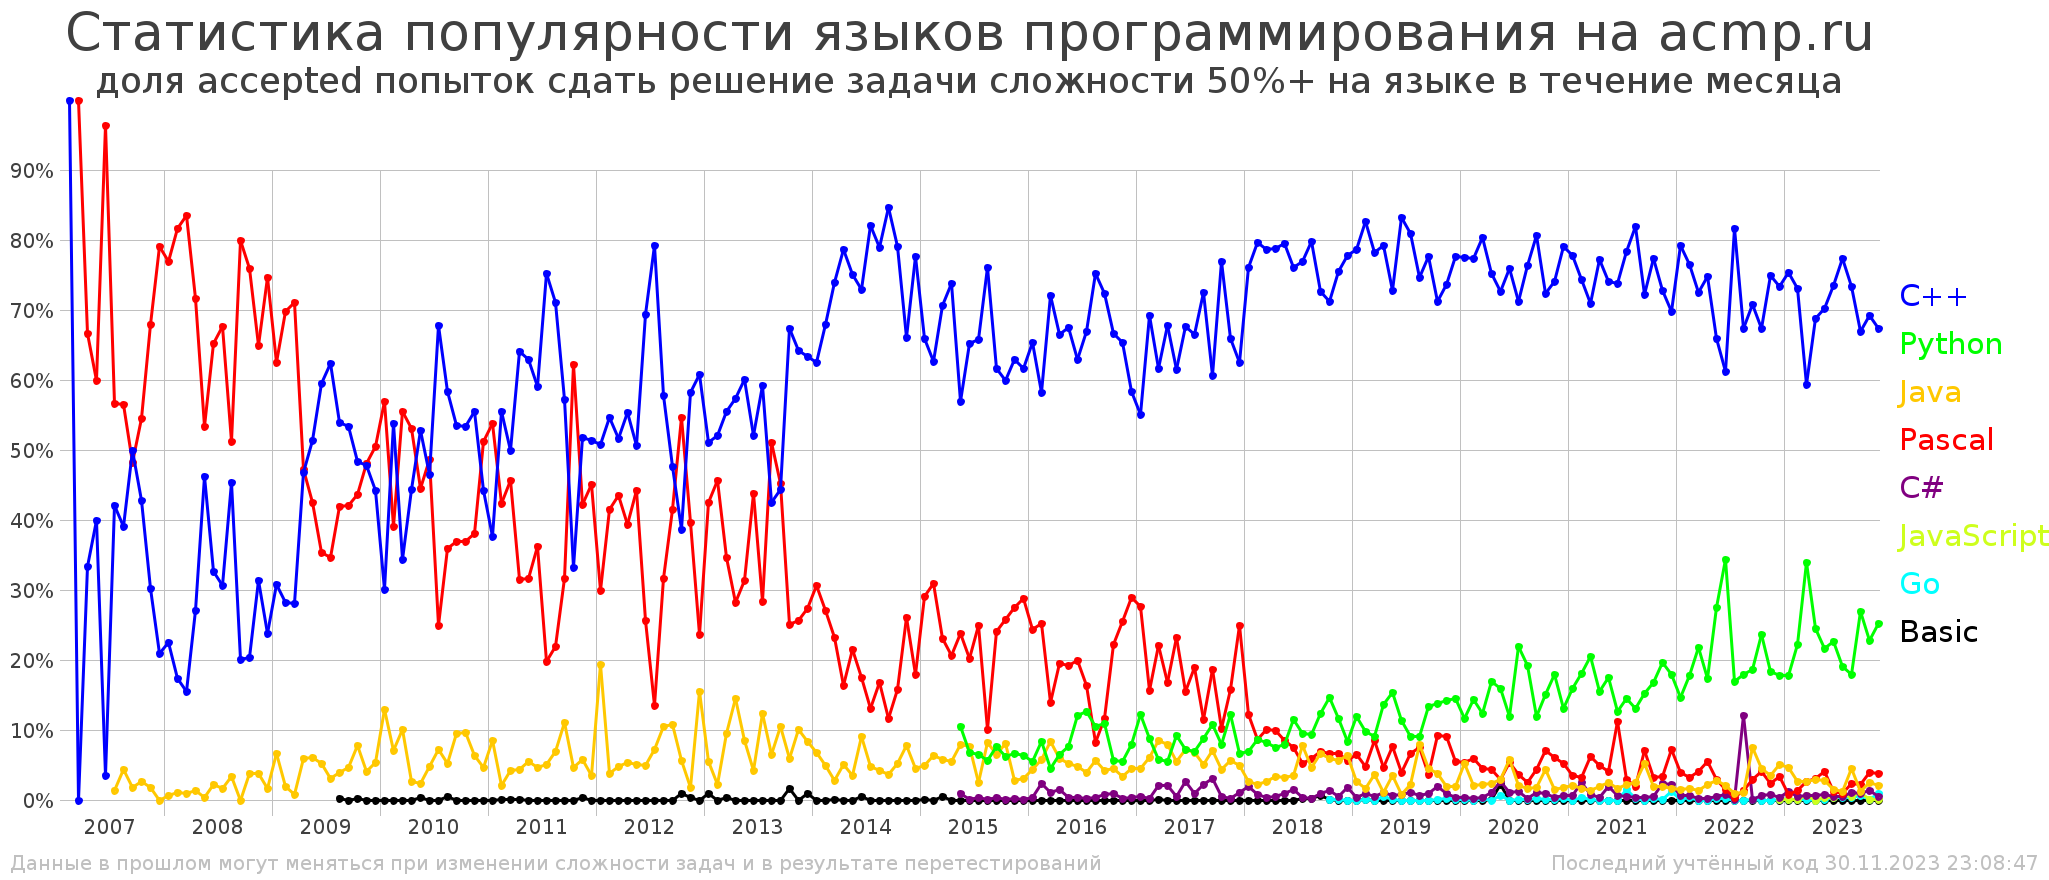 Статистика популярности языков программирования на acmp.ru
доля accepted попыток сдать решение задачи сложности 50%+ на языке в течение месяца
90%
80%
70%
60%
50%
40%
30%
20%
10%
0%
2007 2008 2009 2010 2011 2012 2013 2014 2015 2016 2017 2018 2019 2020 2021 2022 2023
C++
Python
Java
Pascal
C#
JavaScript
Go
Basic
Данные в прошлом могут меняться при изменении сложности задач и в результате перетестирований
Последний учтённый код 30.11.2023 23:08:47